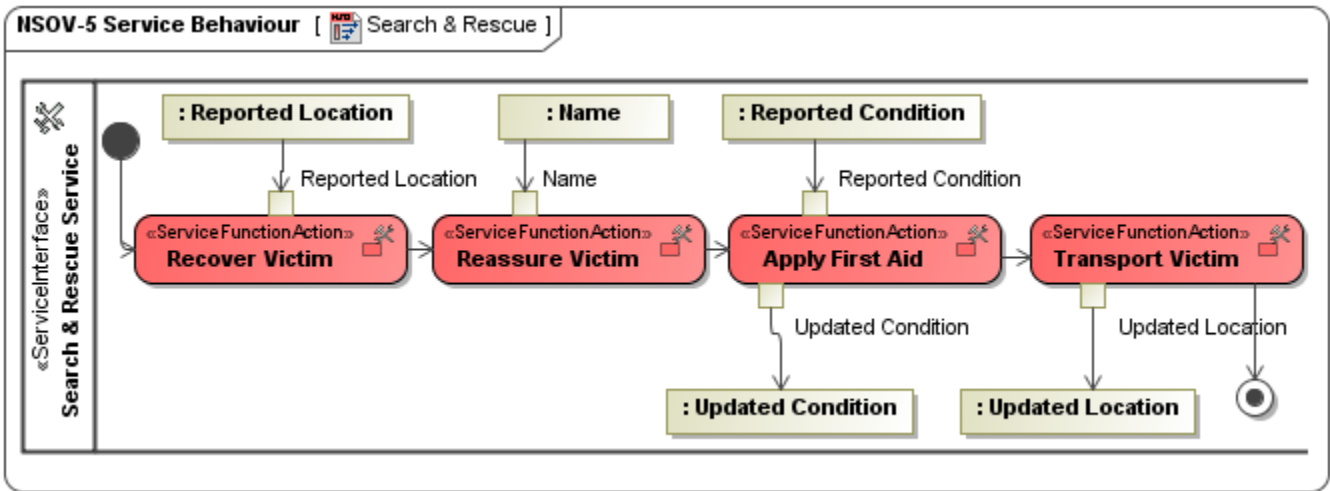 NSOV-5 Service Behaviour [ Search & Rescue ]
«ServiceInterface»
Search & Rescue Service
: Reported Location
: Name
: Reported Condition
Reported Location
Name
Reported Condition
«ServiceFunctionAction»
Recover Victim
«ServiceFunctionAction»
Reassure Victim
«ServiceFunctionAction»
Apply First Aid
«ServiceFunctionAction»
Transport Victim
Updated Condition
Updated Location
: Updated Condition
: Updated Location